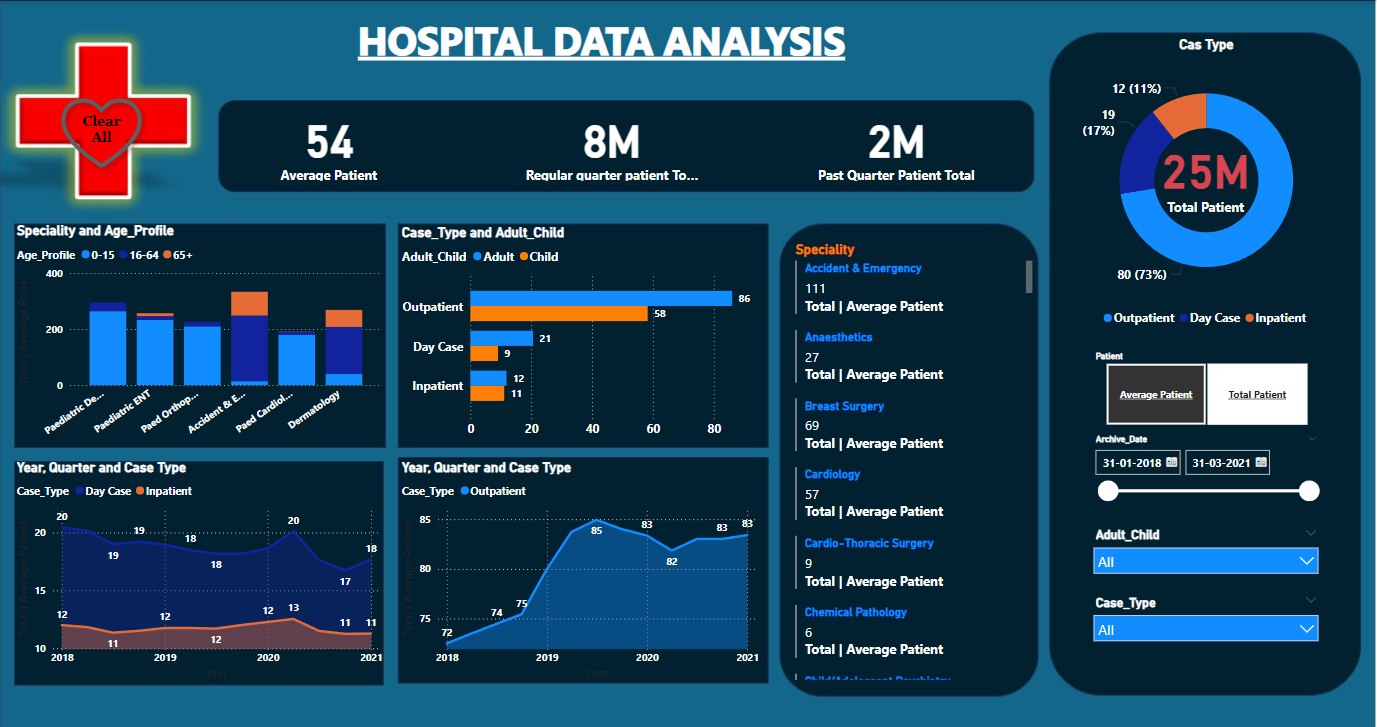 HOSPITAL DATA ANALYSIS
Clear
All
54
Average Patient
8M
Regular quarter patient To...
2M
Past Quarter Patient Total
Cas Type
12 (11%)
19
(17%)
25M
Total Patient
80 (73%)
Outpatient Day Case Inpatient
Patient
Average Patient
Total Patient
Archive_Date
31-01-2018
31-03-2021
Adult_Child
All
Case_Type
All
Speciality and Age_Profile
Age_Profile 0-15 16-64 65+
400
200
0
Paediatric De...
Paediatric ENT
Paed Orthop...
Accident & E...
Paed Cardiol...
Dermatology
Case_Type and Adult_Child
Adult_Child Adult Child
Outpatient
86
58
Day Case
21
9
Inpatient
12
11
0 20 40 60 80
Speciality
Accident & Emergency
111
Total | Average Patient
Anaesthetics
27
Total | Average Patient
Breast Surgery
69
Total | Average Patient
Cardiology
57
Total | Average Patient
Cardio-Thoracic Surgery
9
Total | Average Patient
Chemical Pathology
6
Total | Average Patient
Child/Adolescent Psychiatry
Year, Quarter and Case Type
Case_Type Day Case Inpatient
20
15
10
20 19 19 18 18 20 17 18
12 11 12 12 12 13 11 11
2018 2019 2020 2021
Year
Year, Quarter and Case Type
Case_Type Outpatient
85
80
75
72 74 75 85 83 82 83 83
2018 2019 2020 2021
Year